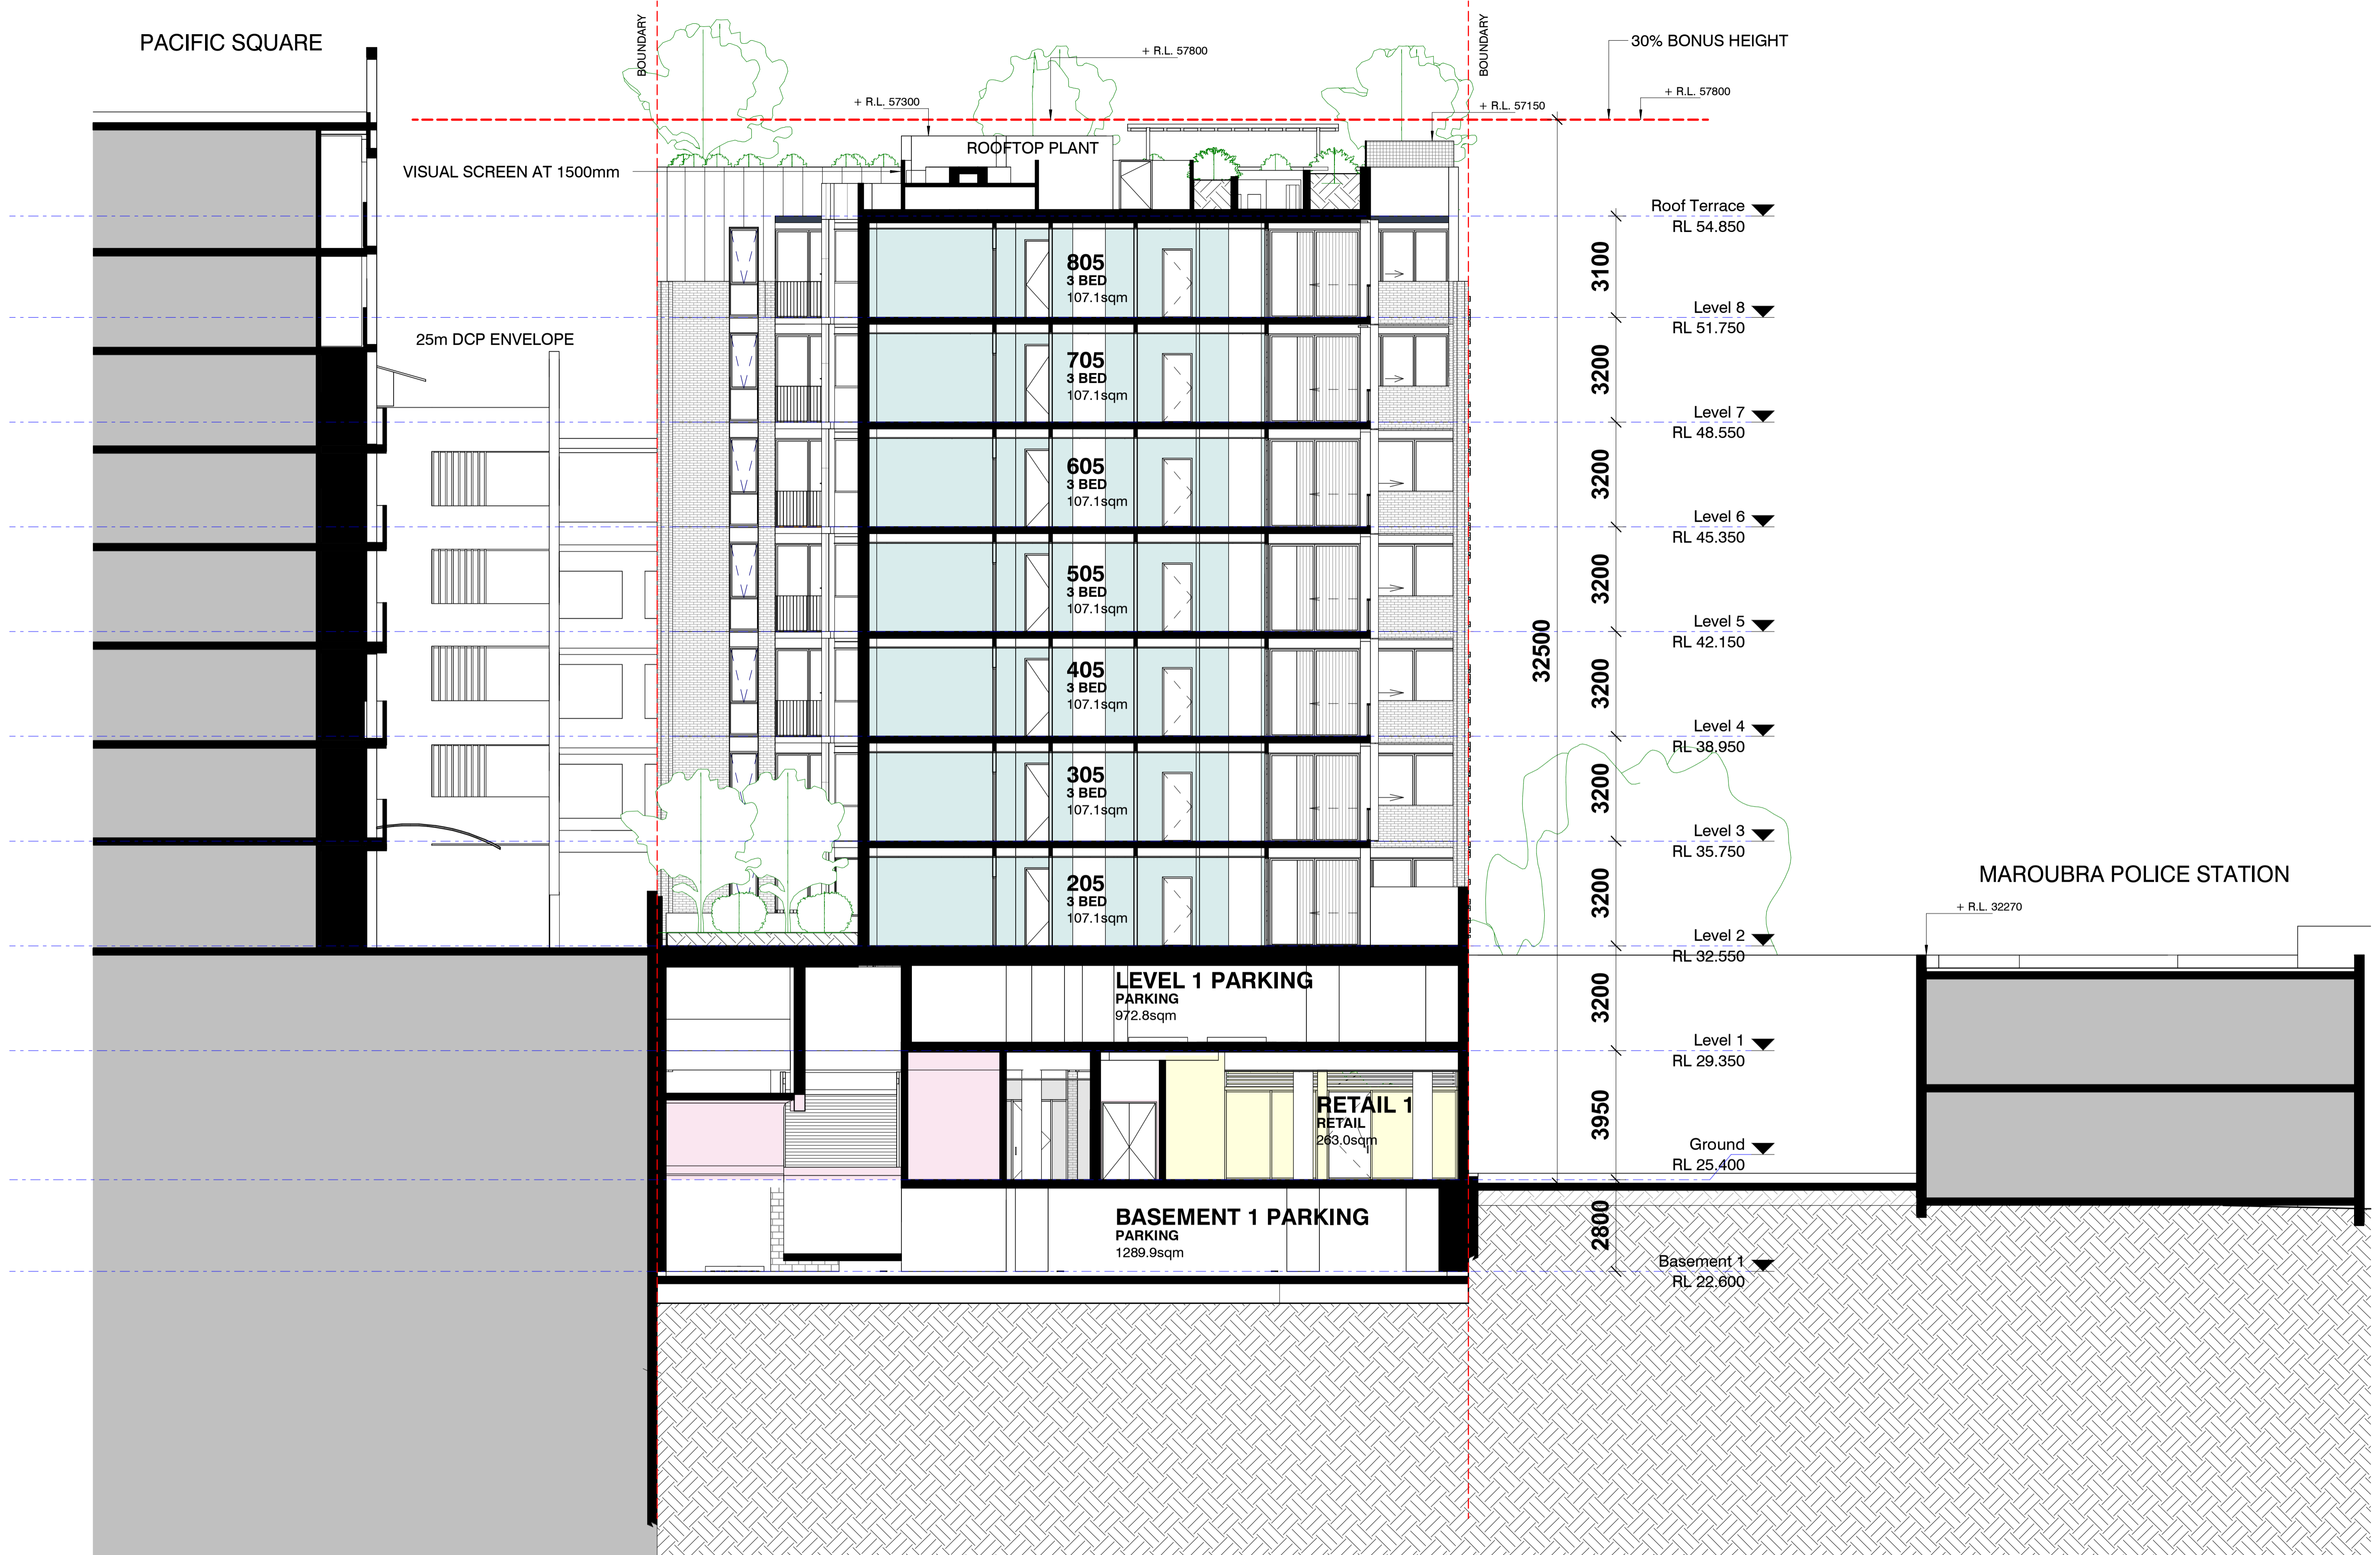 PACIFIC SQUARE
BOUNDARY
BOUNDARY
30% BONUS HEIGHT
+ R.L. 57800
+ R.L. 57800
+ R.L. 57300
+ R.L. 57150
ROOFTOP PLANT
VISUAL SCREEN AT 1500mm
25m DCP ENVELOPE
805
3 BED
107.1sqm
705
3 BED
107.1sqm
605
3 BED
107.1sqm
505
3 BED
107.1sqm
405
3 BED
107.1sqm
305
3 BED
107.1sqm
205
3 BED
107.1sqm
LEVEL 1 PARKING
PARKING
972.8sqm
RETAIL 1
RETAIL
263.0sqm
BASEMENT 1 PARKING
PARKING
1289.9sqm
32500
3100
3200
3200
3200
3200
3200
3200
3200
3950
2800
Roof Terrace
RL 54.850
Level 8
RL 51.750
Level 7
RL 48.550
Level 6
RL 45.350
Level 5
RL 42.150
Level 4
RL 38.950
Level 3
RL 35.750
Level 2
RL 32.550
Level 1
RL 29.350
Ground
RL 25.400
Basement 1
RL 22.600
MAROUBRA POLICE STATION
+ R.L. 32270